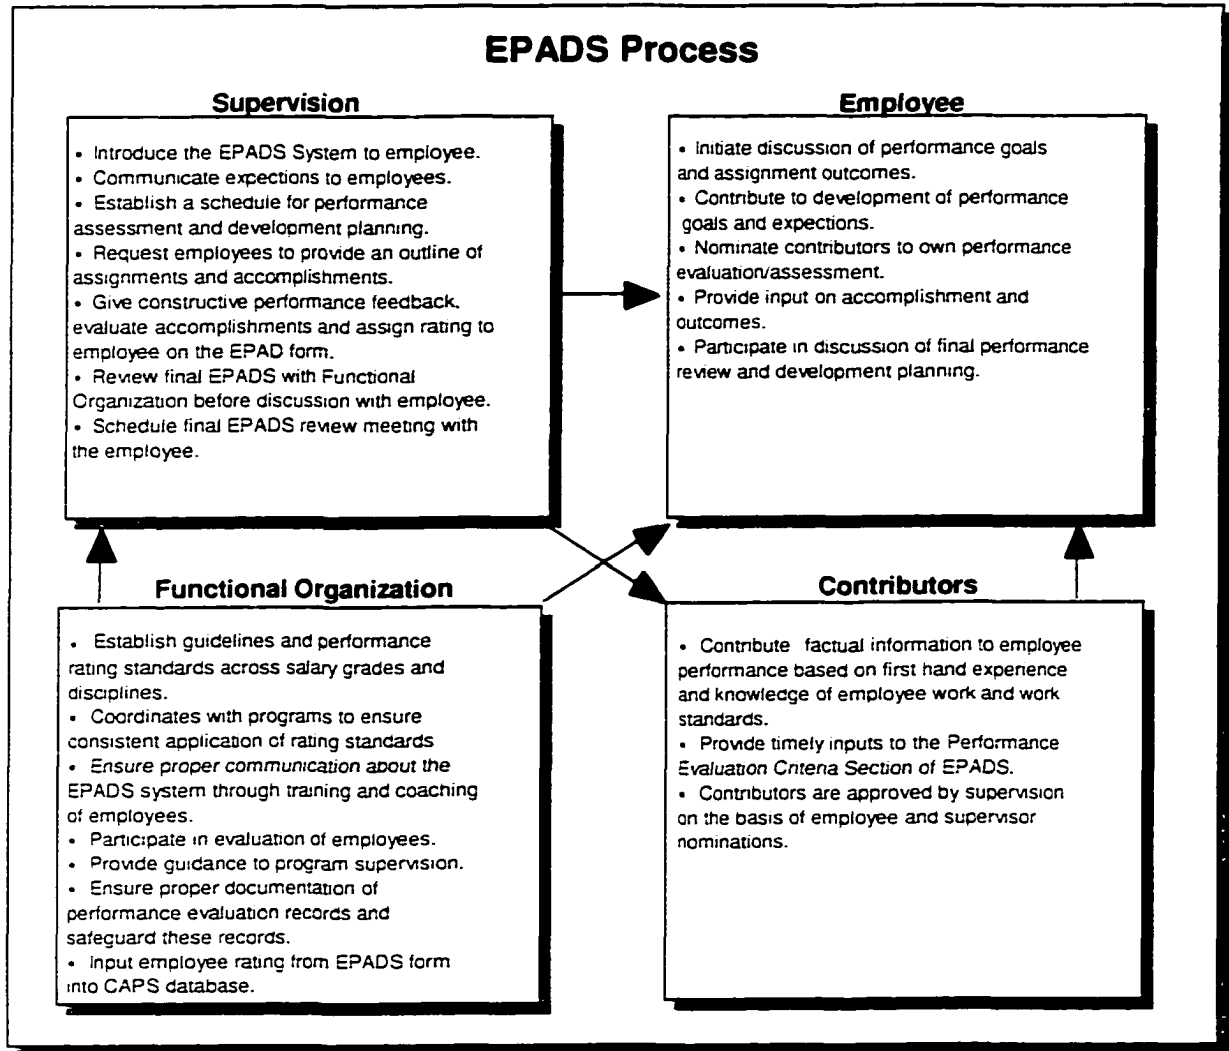 EPADS Process
Supervision
• Introduce the EPADS System to employee.
• Communicate expections to employees.
• Establish a schedule for performance
assessment and development planning.
• Request employees to provide an outline of
assignments and accomplishments.
• Give constructive performance feedback,
evaluate accomplishments and assign rating to
employee on the EPAD form.
• Review final EPADS with Functional
Organization before discussion with employee.
• Schedule final EPADS review meeting with
the employee.
Employee
• Initiate discussion of performance goals
and assignment outcomes.
• Contribute to development of performance
goals and expections.
• Nominate contributors to own performance
evaluation/assessment.
• Provide input on accomplishment and
outcomes.
• Participate in discussion of final performance
review and development planning.
Functional Organization
• Establish guidelines and performance
rating standards across salary grades and
disciplines.
• Coordinates with programs to ensure
consistent application of rating standards
• Ensure proper communication about the
EPADS system through training and coaching
of employees.
• Participate in evaluation of employees.
• Provide guidance to program supervision.
• Ensure proper documentation of
performance evaluation records and
safeguard these records.
• Input employee rating from EPADS form
into CAPS database.
Contributors
• Contribute factual information to employee
performance based on first hand experience
and knowledge of employee work and work
standards.
• Provide timely inputs to the Performance
Evaluation Criteria Section of EPADS.
• Contributors are approved by supervision
on the basis of employee and supervisor
nominations.